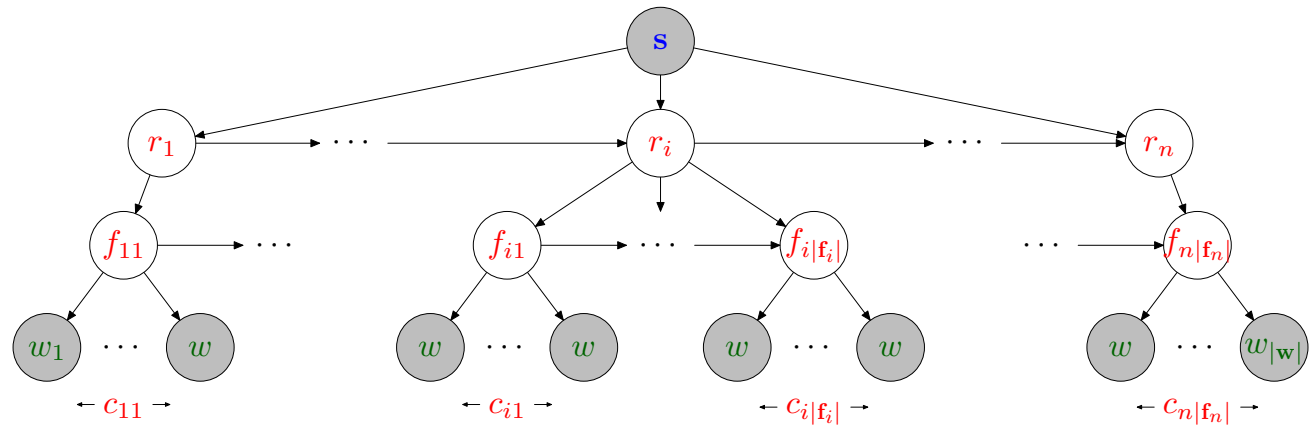 s
r₁ ··· rᵢ ··· rₙ
f₁₁ ··· fᵢ₁ ··· fᵢ|𝐟ᵢ| ··· fₙ|𝐟ₙ|
w₁ ··· w w ··· w w ··· w w ··· w|𝐰|
c₁₁ cᵢ₁ cᵢ|𝐟ᵢ| cₙ|𝐟ₙ|